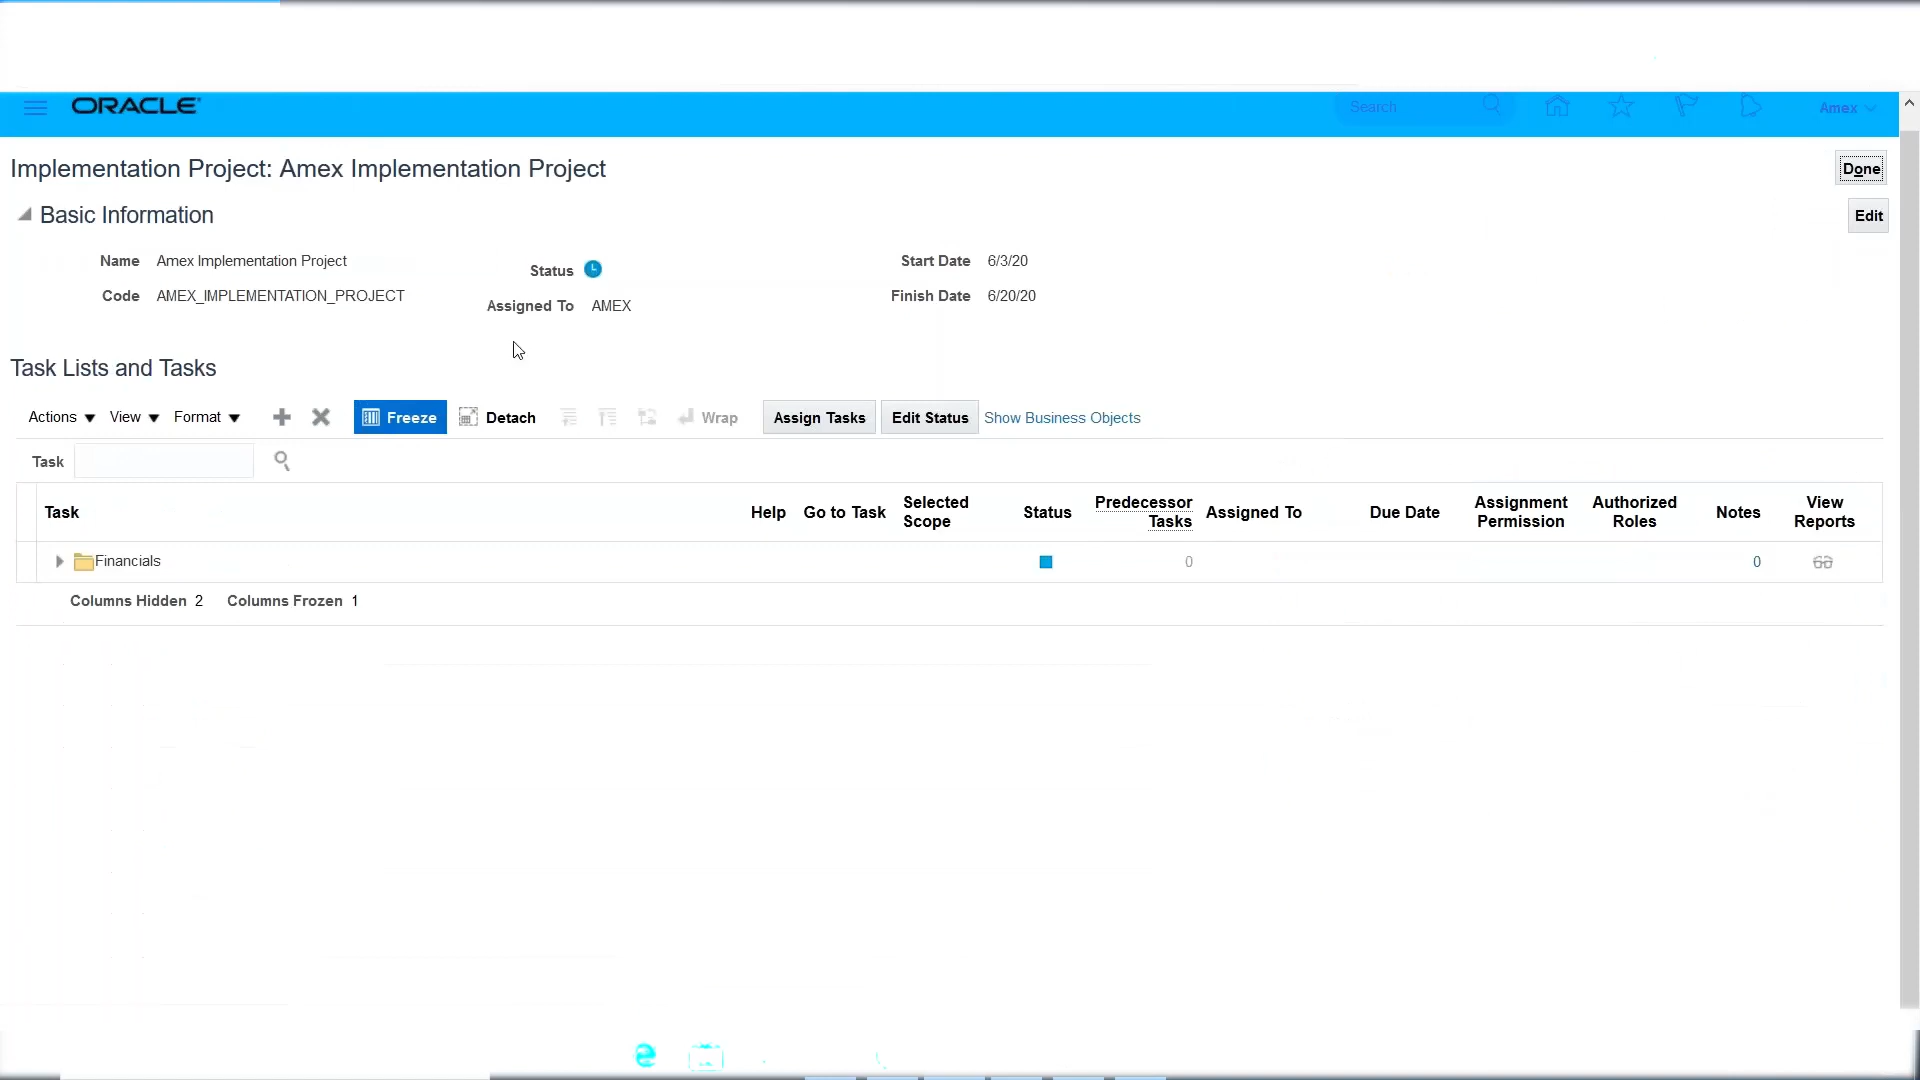 ORACLE
Search
Amex
Implementation Project: Amex Implementation Project
Done
Basic Information
Edit
Name Amex Implementation Project
Status
Start Date 6/3/20
Code AMEX_IMPLEMENTATION_PROJECT
Assigned To AMEX
Finish Date 6/20/20
Task Lists and Tasks
Actions View Format Freeze Detach Wrap Assign Tasks Edit Status Show Business Objects
Task
Task Help Go to Task Selected Scope Status Predecessor Tasks Assigned To Due Date Assignment Permission Authorized Roles Notes View Reports
Financials 0 0
Columns Hidden 2 Columns Frozen 1